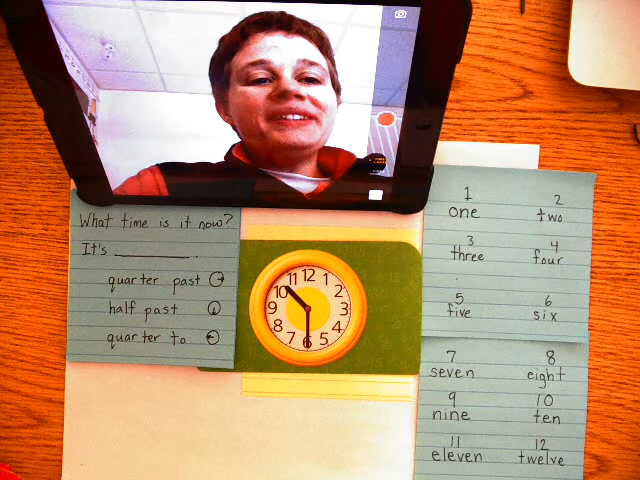 What time is it now?
It's ________.
quarter past
half past
quarter to
12
1
2
3
4
5
6
7
8
9
10
11
1 2
one two
3 4
three four
5 6
five six
7 8
seven eight
9 10
nine ten
11 12
eleven twelve